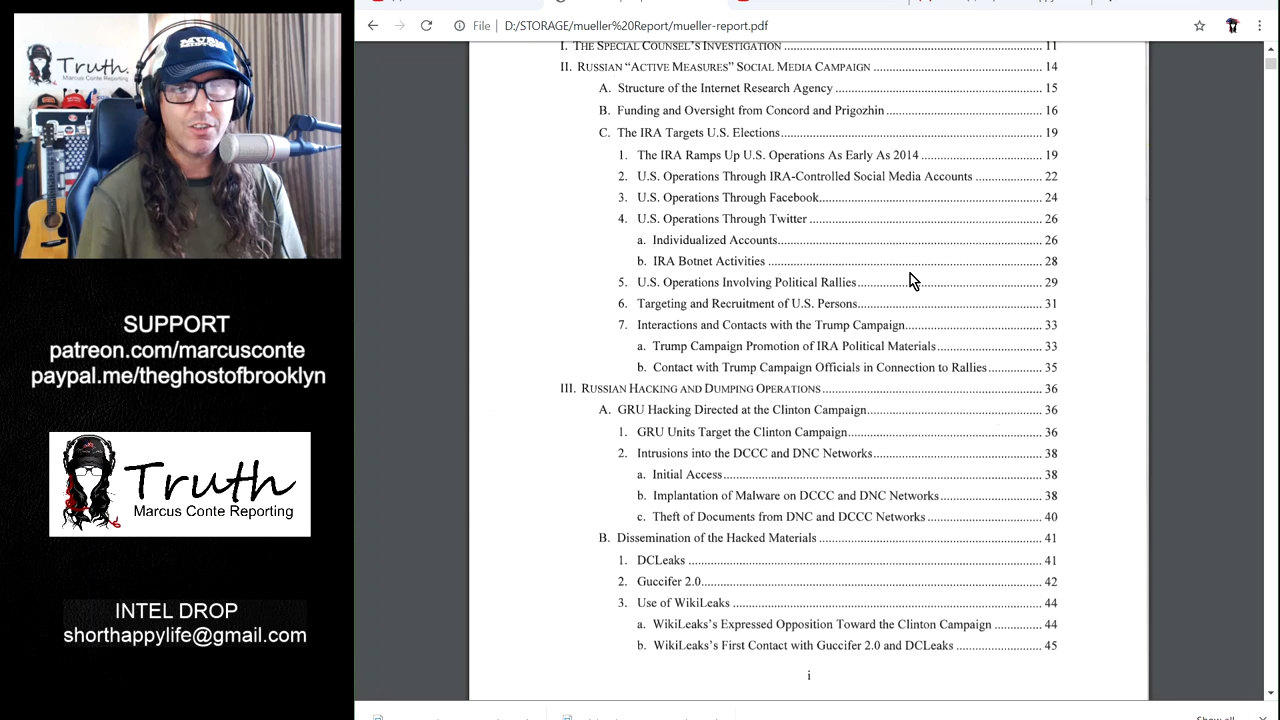 Truth.
Marcus Conte Reporting
SUPPORT
patreon.com/marcusconte
paypal.me/theghostofbrooklyn
Truth
Marcus Conte Reporting
INTEL DROP
shorthappylife@gmail.com
File | D:/STORAGE/mueller%20Report/mueller-report.pdf
I. THE SPECIAL COUNSEL'S INVESTIGATION ........ 11
II. RUSSIAN “ACTIVE MEASURES” SOCIAL MEDIA CAMPAIGN ........ 14
A. Structure of the Internet Research Agency ........ 15
B. Funding and Oversight from Concord and Prigozhin ........ 16
C. The IRA Targets U.S. Elections ........ 19
1. The IRA Ramps Up U.S. Operations As Early As 2014 ........ 19
2. U.S. Operations Through IRA-Controlled Social Media Accounts ........ 22
3. U.S. Operations Through Facebook ........ 24
4. U.S. Operations Through Twitter ........ 26
a. Individualized Accounts ........ 26
b. IRA Botnet Activities ........ 28
5. U.S. Operations Involving Political Rallies ........ 29
6. Targeting and Recruitment of U.S. Persons ........ 31
7. Interactions and Contacts with the Trump Campaign ........ 33
a. Trump Campaign Promotion of IRA Political Materials ........ 33
b. Contact with Trump Campaign Officials in Connection to Rallies ........ 35
III. RUSSIAN HACKING AND DUMPING OPERATIONS ........ 36
A. GRU Hacking Directed at the Clinton Campaign ........ 36
1. GRU Units Target the Clinton Campaign ........ 36
2. Intrusions into the DCCC and DNC Networks ........ 38
a. Initial Access ........ 38
b. Implantation of Malware on DCCC and DNC Networks ........ 38
c. Theft of Documents from DNC and DCCC Networks ........ 40
B. Dissemination of the Hacked Materials ........ 41
1. DCLeaks ........ 41
2. Guccifer 2.0 ........ 42
3. Use of WikiLeaks ........ 44
a. WikiLeaks's Expressed Opposition Toward the Clinton Campaign ........ 44
b. WikiLeaks's First Contact with Guccifer 2.0 and DCLeaks ........ 45
i
Show all